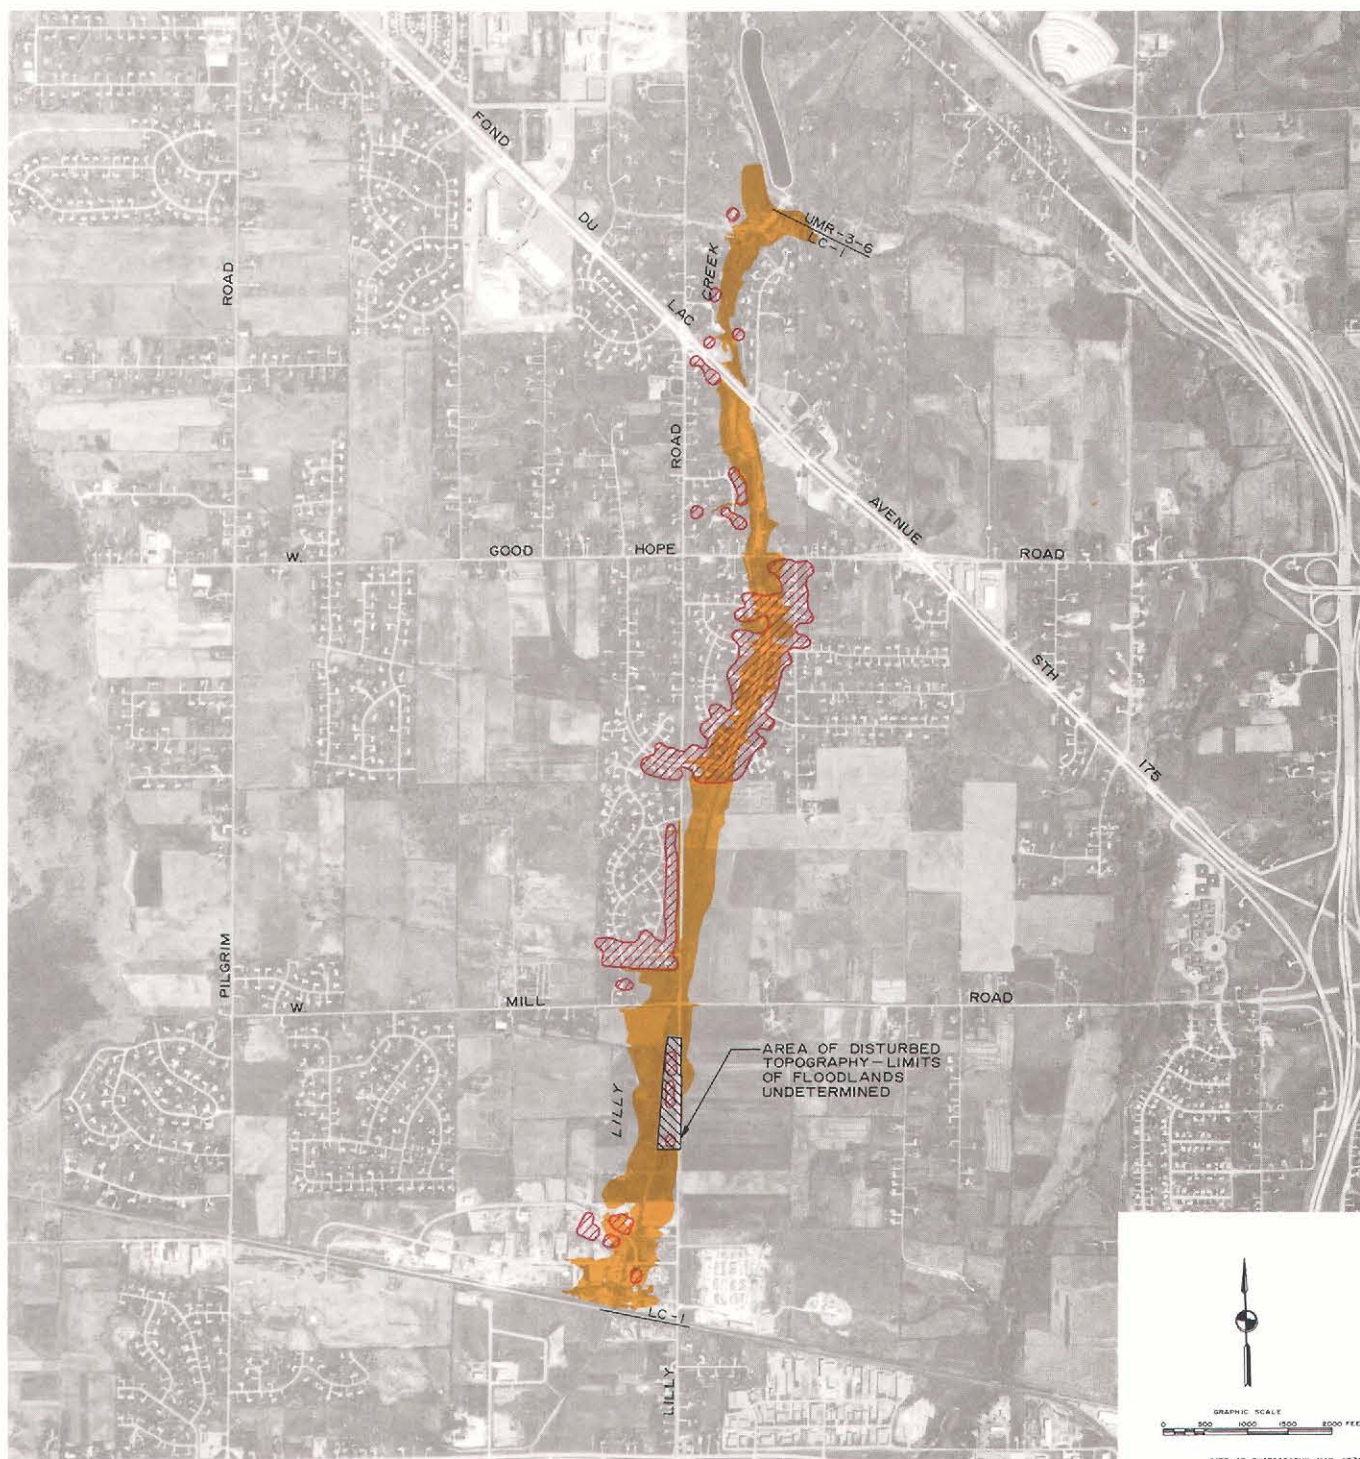 FOND
DU
LAC
AVENUE
STH
175
UMR-3-6
LC-1
CREEK
ROAD
ROAD
W. GOOD HOPE ROAD
PILGRIM
W. MILL ROAD
AREA OF DISTURBED
TOPOGRAPHY—LIMITS
OF FLOODLANDS
UNDETERMINED
LILLY
LC-1
LILLY
GRAPHIC SCALE
0 500 1000 1500 2000 FEE